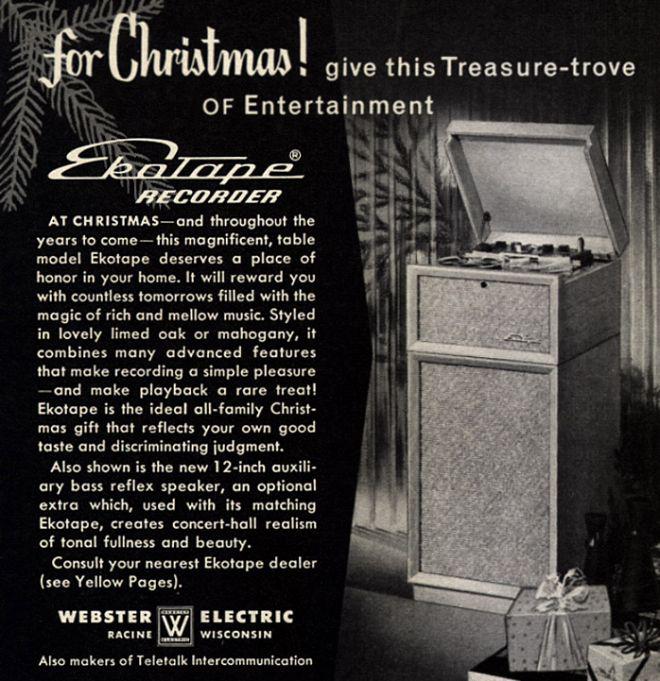 for Christmas! give this Treasure-trove
OF Entertainment
Ekotape®
RECORDER
AT CHRISTMAS—and throughout the
years to come—this magnificent, table
model Ekotape deserves a place of
honor in your home. It will reward you
with countless tomorrows filled with the
magic of rich and mellow music. Styled
in lovely limed oak or mahogany, it
combines many advanced features
that make recording a simple pleasure
—and make playback a rare treat!
Ekotape is the ideal all-family Christ-
mas gift that reflects your own good
taste and discriminating judgment.
Also shown is the new 12-inch auxili-
ary bass reflex speaker, an optional
extra which, used with its matching
Ekotape, creates concert-hall realism
of tonal fullness and beauty.
Consult your nearest Ekotape dealer
(see Yellow Pages).
WEBSTER W ELECTRIC
RACINE WISCONSIN
Also makers of Teletalk Intercommunication